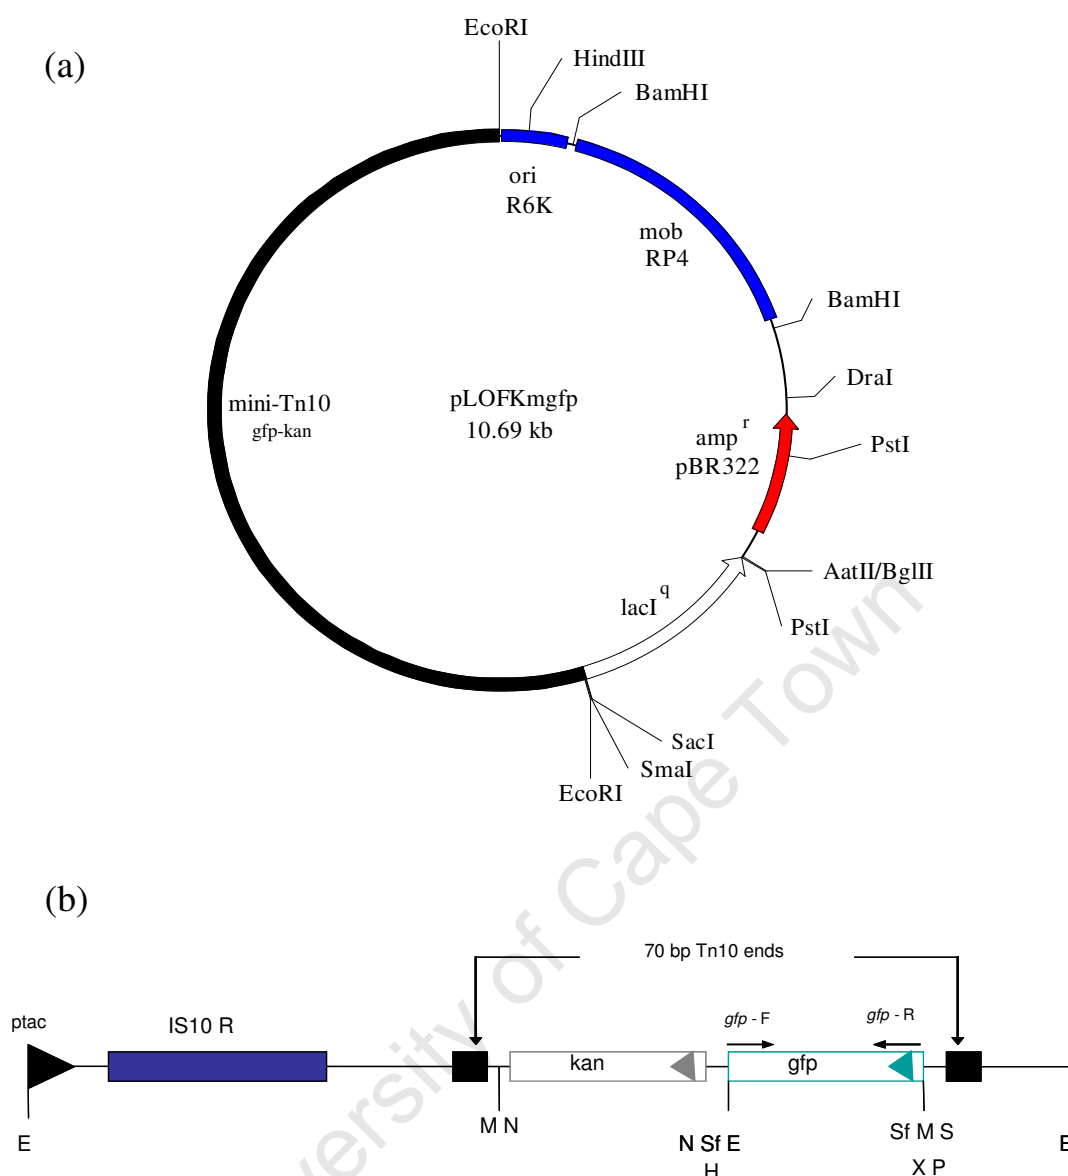 (a)
EcoRI
HindIII
BamHI
ori
R6K
mob
RP4
BamHI
DraI
mini-Tn10
gfp-kan
pLOFKmgfp
10.69 kb
amp r
pBR322
PstI
AatII/BglII
lacI q
PstI
SacI
SmaI
EcoRI
(b)
70 bp Tn10 ends
ptac
IS10 R
gfp - F
gfp - R
kan
gfp
E
M N
N Sf E
H
Sf M S
X P
E
University of Cape Town